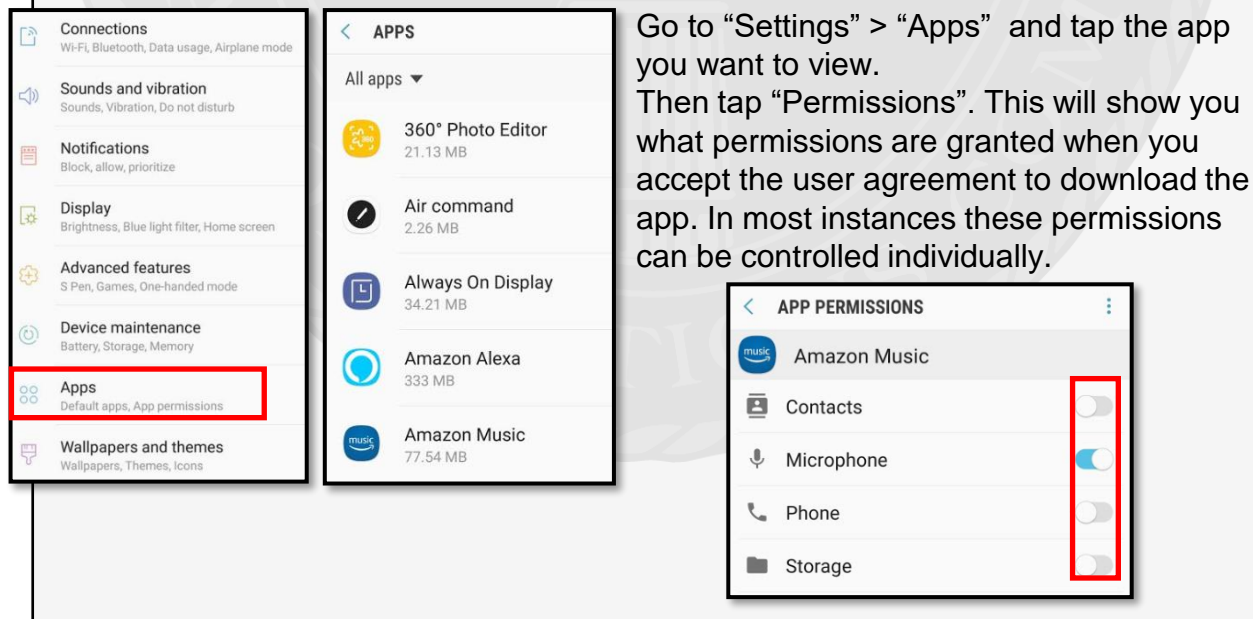 Connections
Wi-Fi, Bluetooth, Data usage, Airplane mode
Sounds and vibration
Sounds, Vibration, Do not disturb
Notifications
Block, allow, prioritize
Display
Brightness, Blue light filter, Home screen
Advanced features
S Pen, Games, One-handed mode
Device maintenance
Battery, Storage, Memory
Apps
Default apps, App permissions
Wallpapers and themes
Wallpapers, Themes, Icons
APPS
All apps
360° Photo Editor
21.13 MB
Air command
2.26 MB
Always On Display
34.21 MB
Amazon Alexa
333 MB
music
Amazon Music
77.54 MB
Go to “Settings” > “Apps”  and tap the app
you want to view.
Then tap “Permissions”. This will show you
what permissions are granted when you
accept the user agreement to download the
app. In most instances these permissions
can be controlled individually.
APP PERMISSIONS
music
Amazon Music
Contacts
Microphone
Phone
Storage